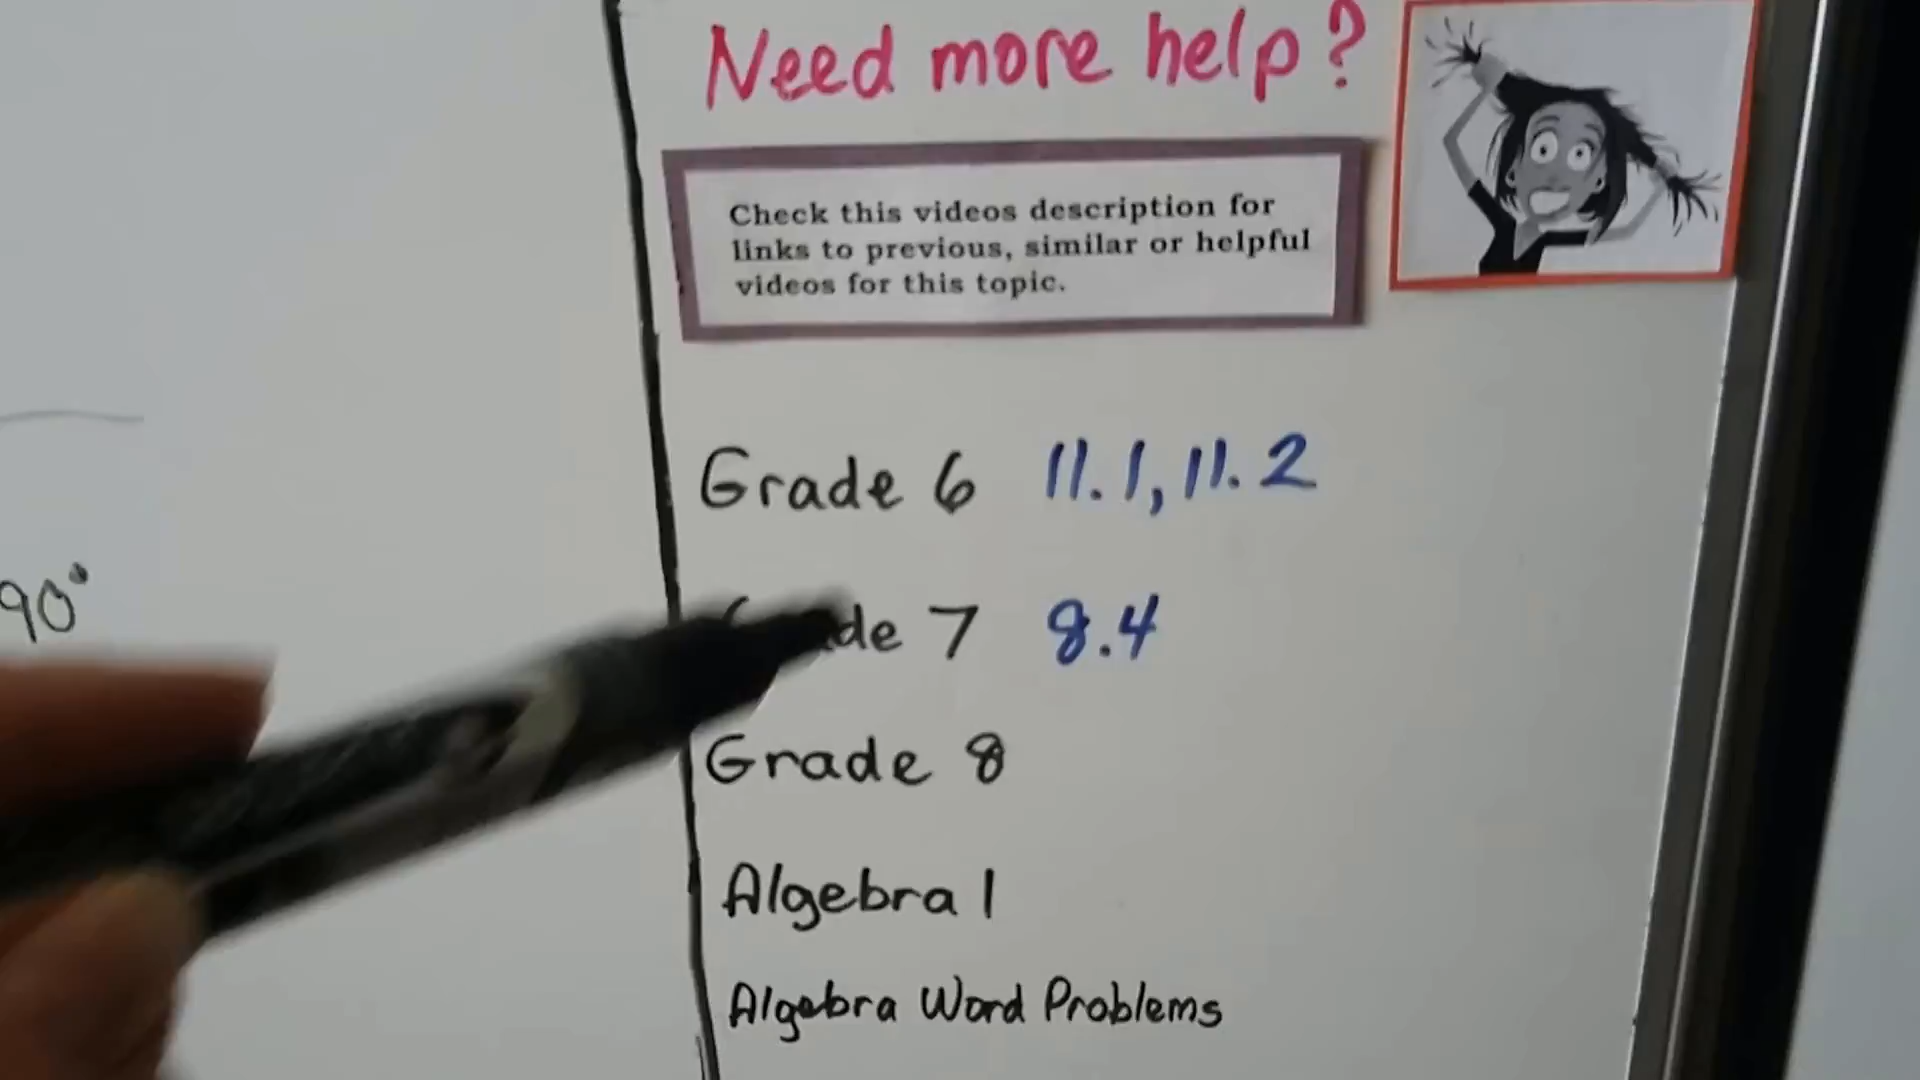 Need more help?
Check this videos description for
links to previous, similar or helpful
videos for this topic.
Grade 6 11.1, 11.2
7 8.4
Grade 8
Algebra 1
Algebra Word Problems
90°